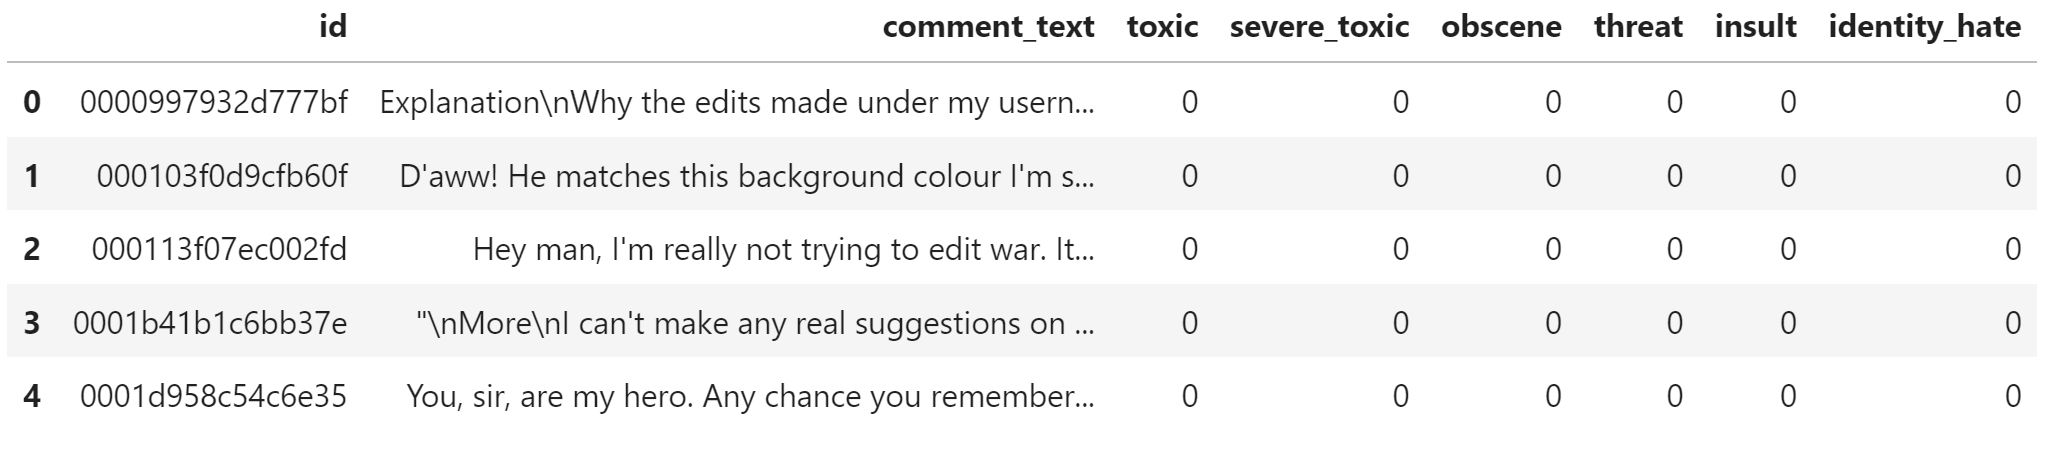 id comment_text toxic severe_toxic obscene threat insult identity_hate
0 0000997932d777bf Explanation\nWhy the edits made under my usern... 0 0 0 0 0 0
1 000103f0d9cfb60f D'aww! He matches this background colour I'm s... 0 0 0 0 0 0
2 000113f07ec002fd Hey man, I'm really not trying to edit war. It... 0 0 0 0 0 0
3 0001b41b1c6bb37e "\nMore\nI can't make any real suggestions on ... 0 0 0 0 0 0
4 0001d958c54c6e35 You, sir, are my hero. Any chance you remember... 0 0 0 0 0 0